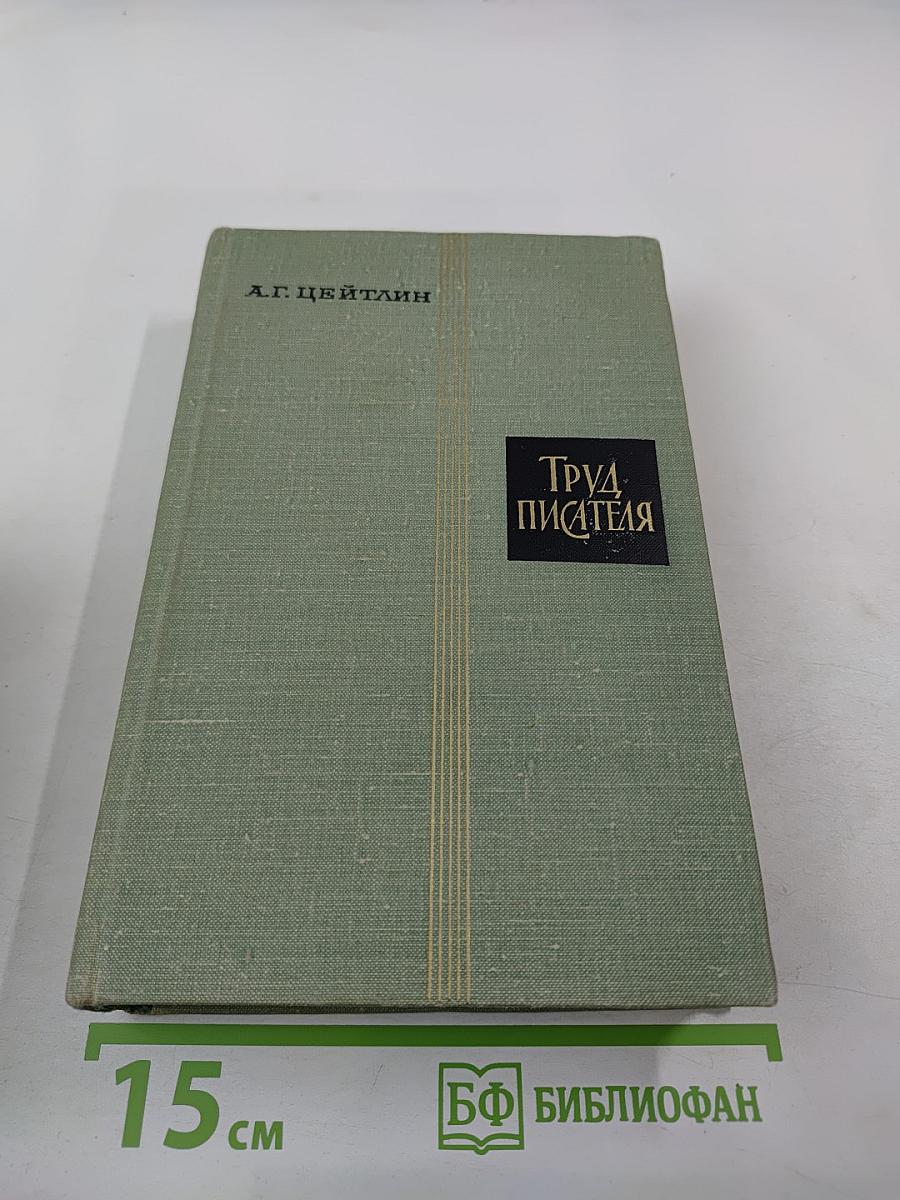 А.Г. ЦЕЙТЛИН
ТРУД
ПИСАТЕЛЯ
15 см
БФ БИБЛИОФАН